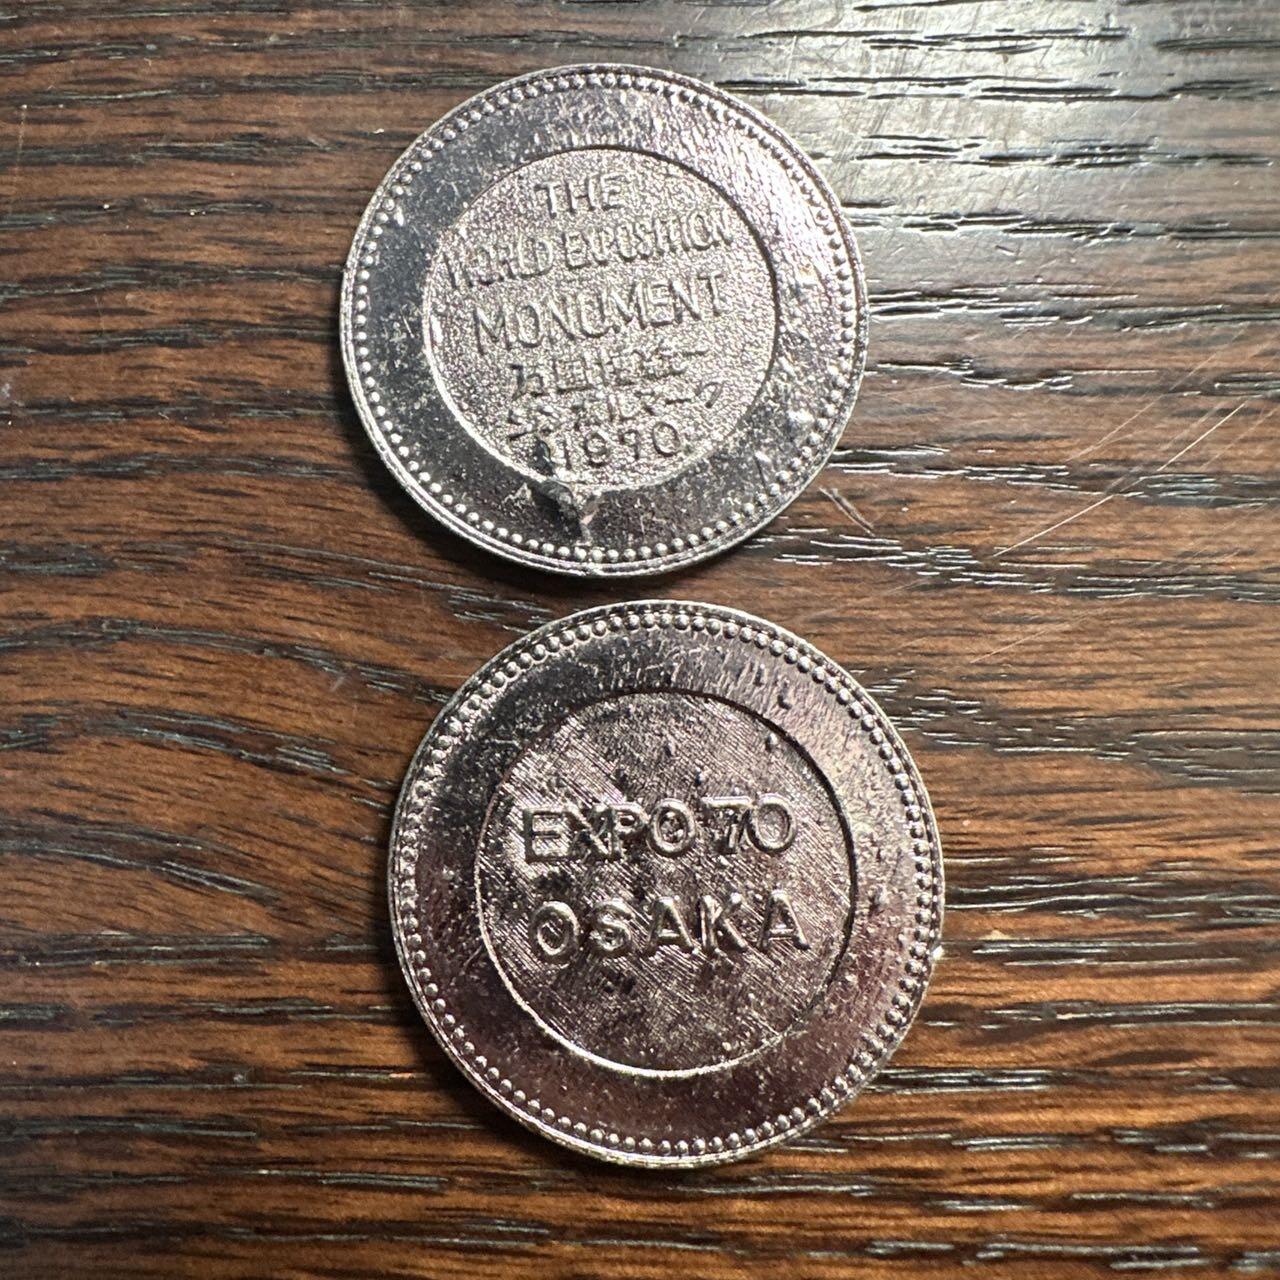 THE
WORLD EXPOSITION
MONUMENT
1970
EXPO 70
OSAKA